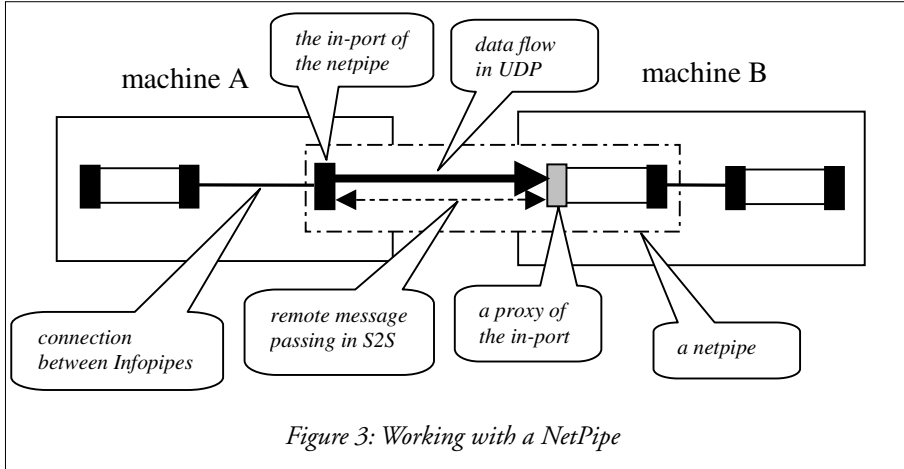 the in-port of
the netpipe
data flow
in UDP
machine A
machine B
connection
between Infopipes
remote message
passing in S2S
a proxy of
the in-port
a netpipe
Figure 3: Working with a NetPipe